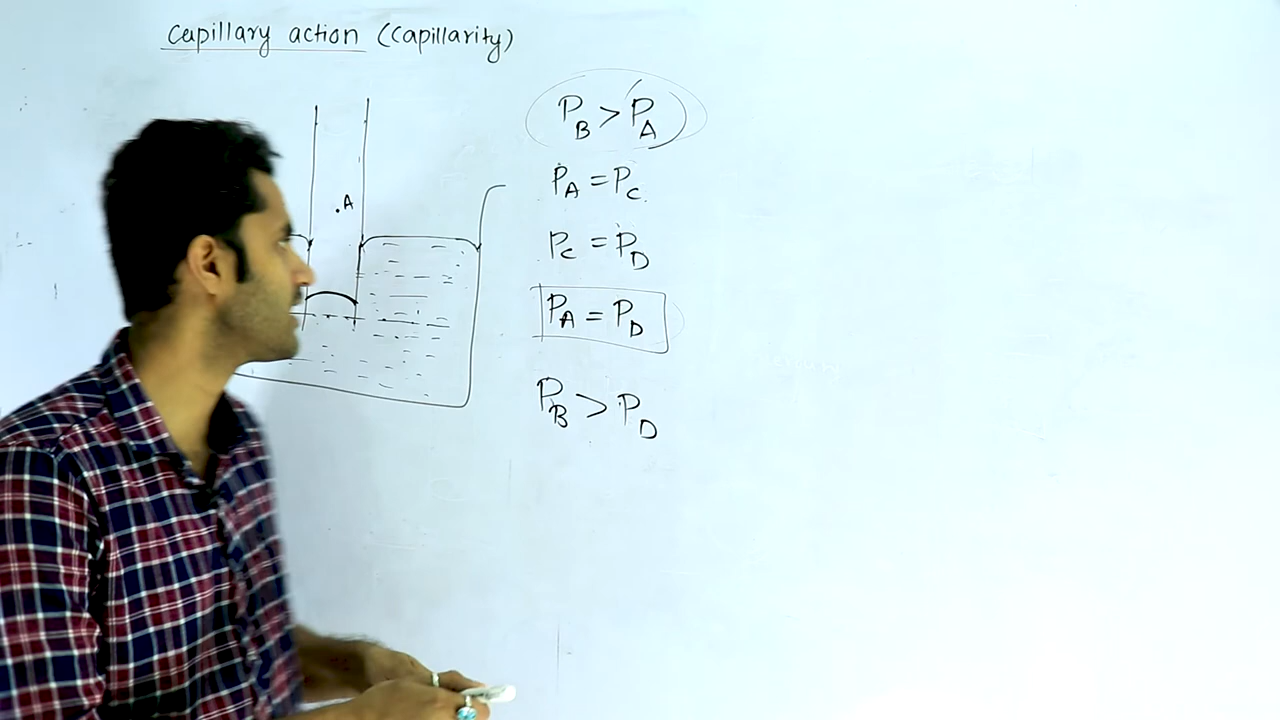 Capillary action (Capillarity)
P_B > P_A
.A
P_A = P_C
P_C = P_D
P_A = P_D
P_B > P_D